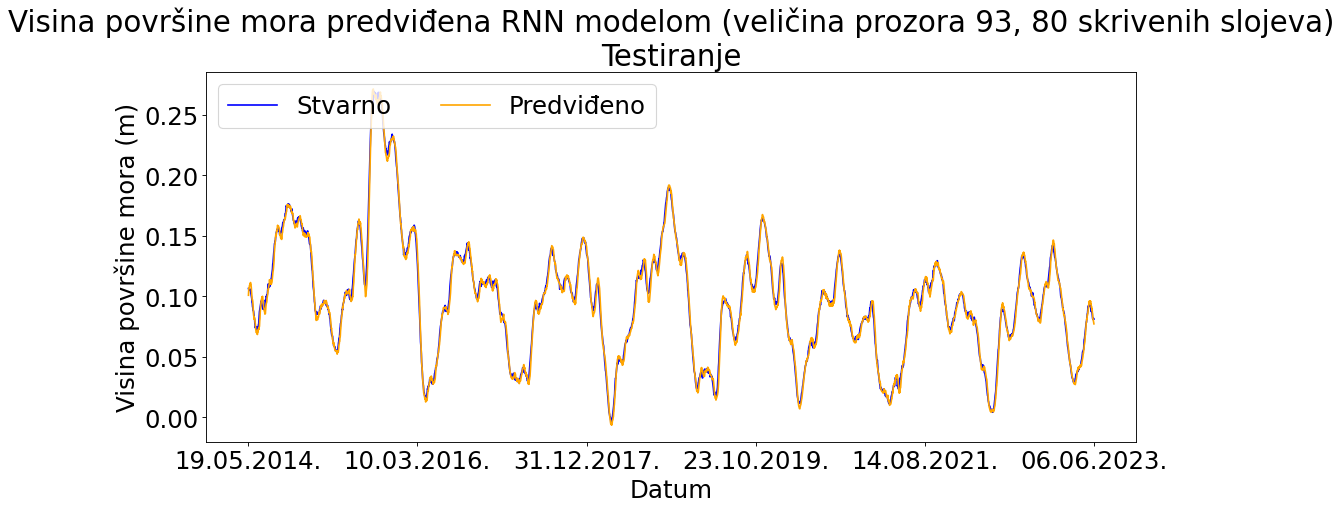 Visina površine mora predviđena RNN modelom (veličina prozora 93, 80 skrivenih slojeva)
Testiranje
Stvarno
Predviđeno
Visina površine mora (m)
0.25
0.20
0.15
0.10
0.05
0.00
19.05.2014.
10.03.2016.
31.12.2017.
23.10.2019.
14.08.2021.
06.06.2023.
Datum